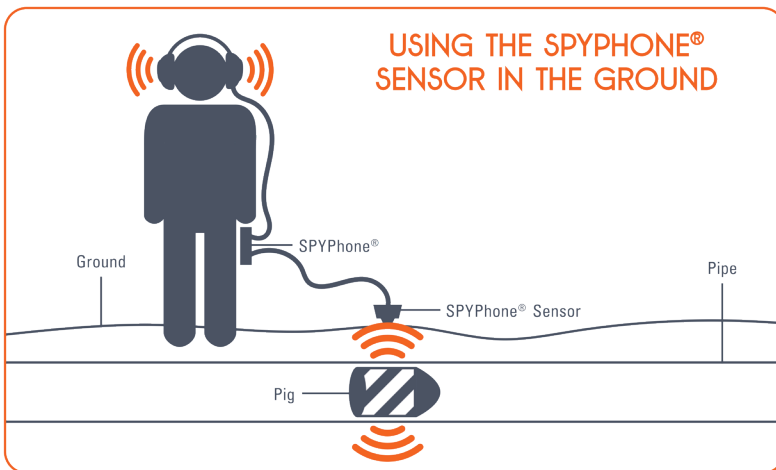 USING THE SPYPHONE®
SENSOR IN THE GROUND
SPYPhone®
Ground
Pipe
SPYPhone® Sensor
Pig